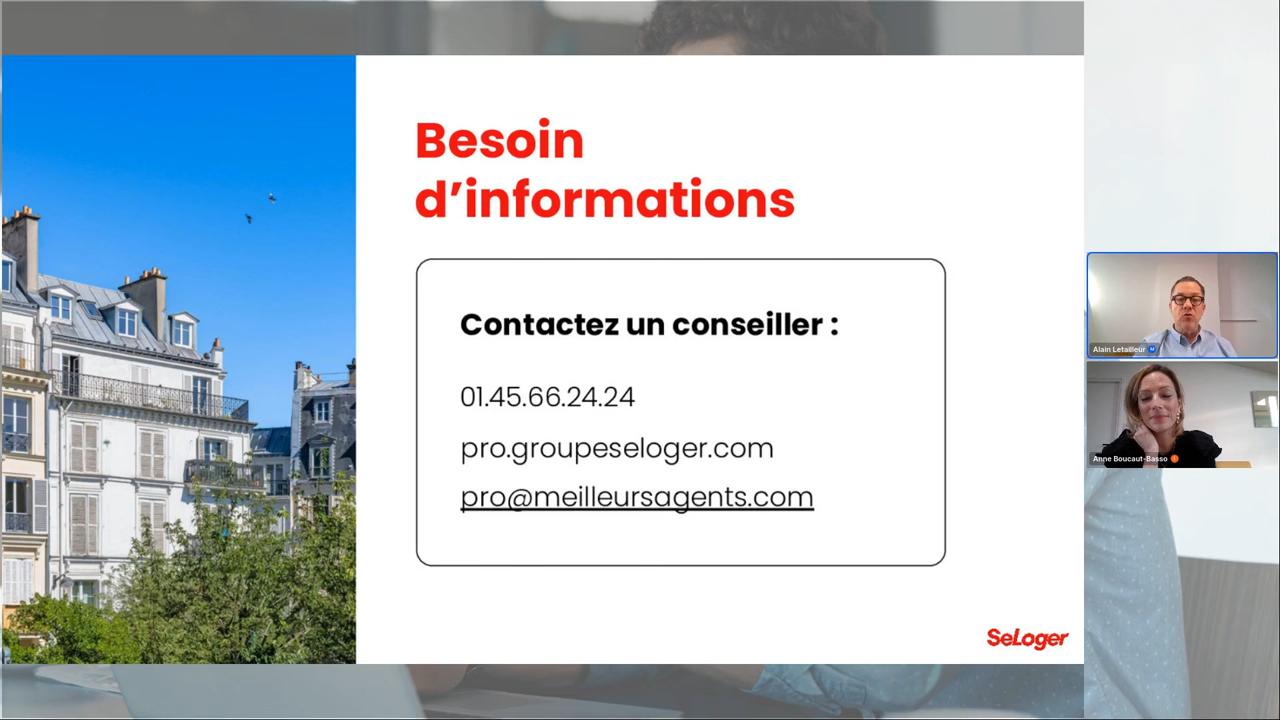 Besoin
d’informations
Contactez un conseiller :
01.45.66.24.24
pro.groupeseloger.com
pro@meilleursagents.com
SeLoger
Alain Letailleur
Anne Boucaut-Basso